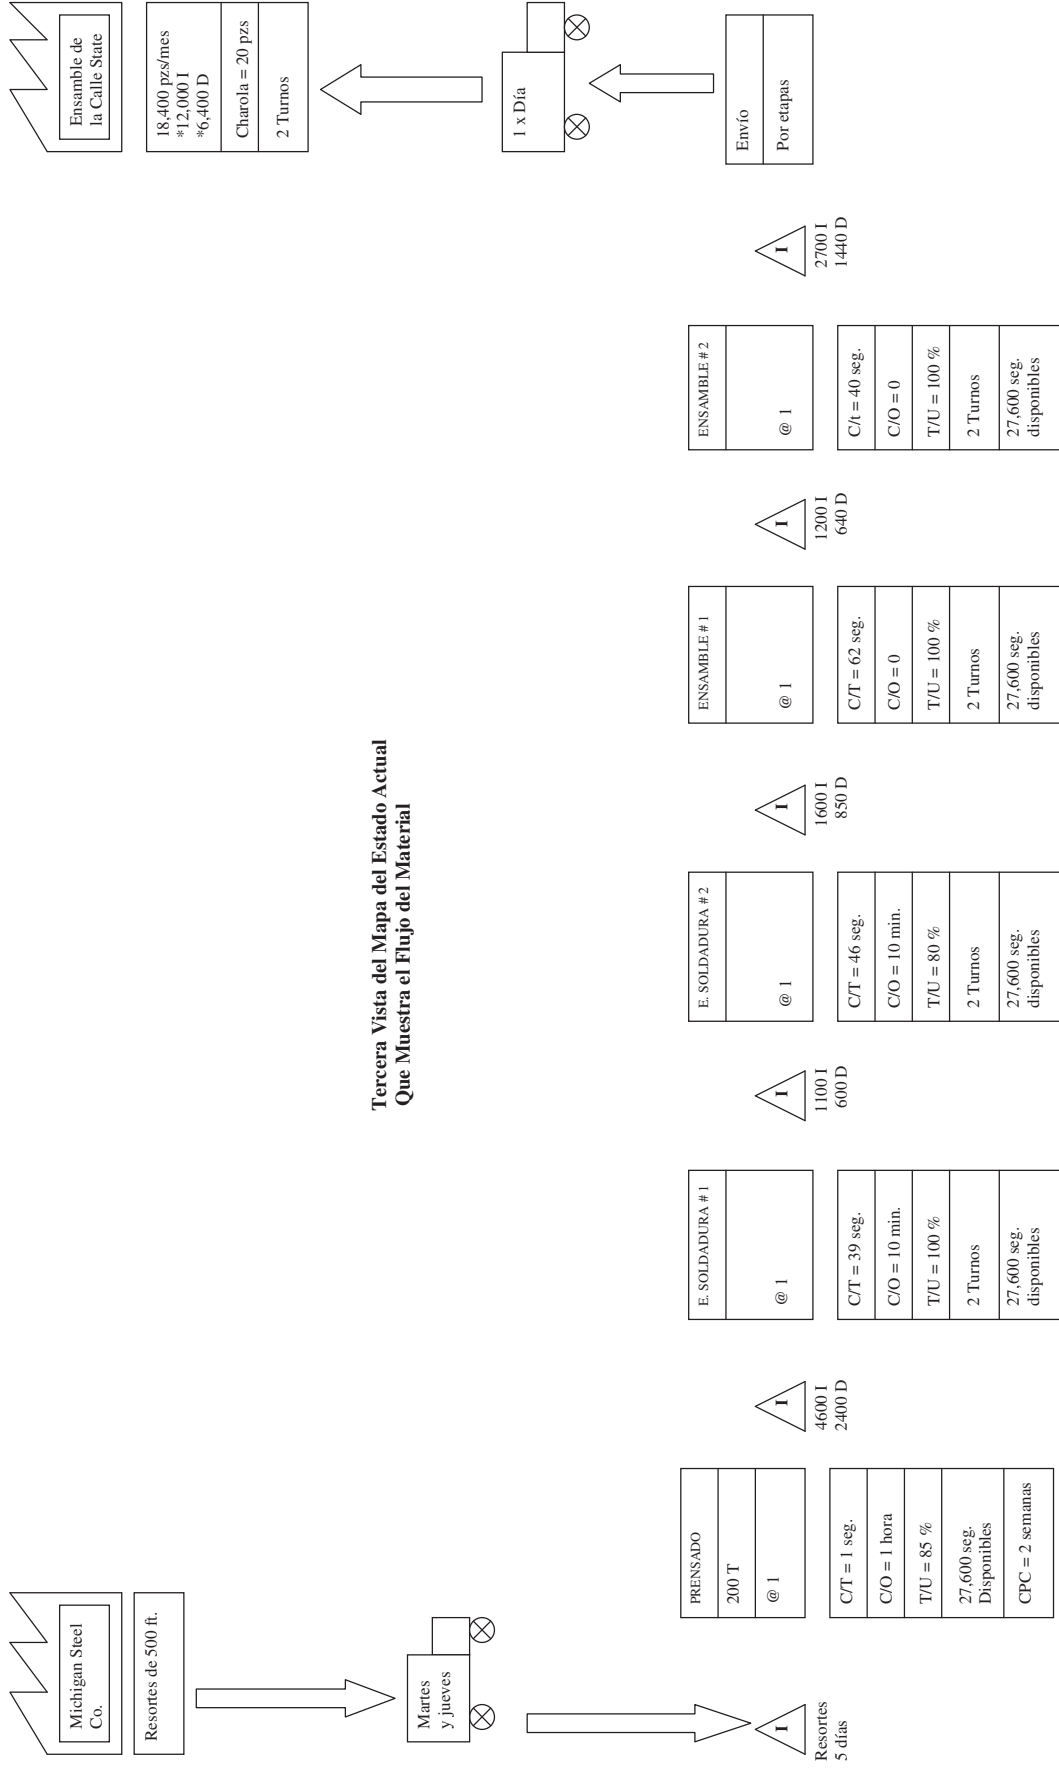 Tercera Vista del Mapa del Estado Actual
Que Muestra el Flujo del Material
Michigan Steel
Co.
Resortes de 500 ft.
Martes
y jueves
I
Resortes
5 días
PRENSADO
200 T
@ 1
C/T = 1 seg.
C/O = 1 hora
T/U = 85 %
27,600 seg.
Disponibles
CPC = 2 semanas
I
4600 I
2400 D
E. SOLDADURA # 1
@ 1
C/T = 39 seg.
C/O = 10 min.
T/U = 100 %
2 Turnos
27,600 seg.
disponibles
I
1100 I
600 D
E. SOLDADURA # 2
@ 1
C/T = 46 seg.
C/O = 10 min.
T/U = 80 %
2 Turnos
27,600 seg.
disponibles
I
1600 I
850 D
ENSAMBLE # 1
@ 1
C/T = 62 seg.
C/O = 0
T/U = 100 %
2 Turnos
27,600 seg.
disponibles
I
1200 I
640 D
ENSAMBLE # 2
@ 1
C/t = 40 seg.
C/O = 0
T/U = 100 %
2 Turnos
27,600 seg.
disponibles
I
2700 I
1440 D
Envío
Por etapas
1 x Día
Ensamble de
la Calle State
18,400 pzs/mes
*12,000 I
*6,400 D
Charola = 20 pzs
2 Turnos